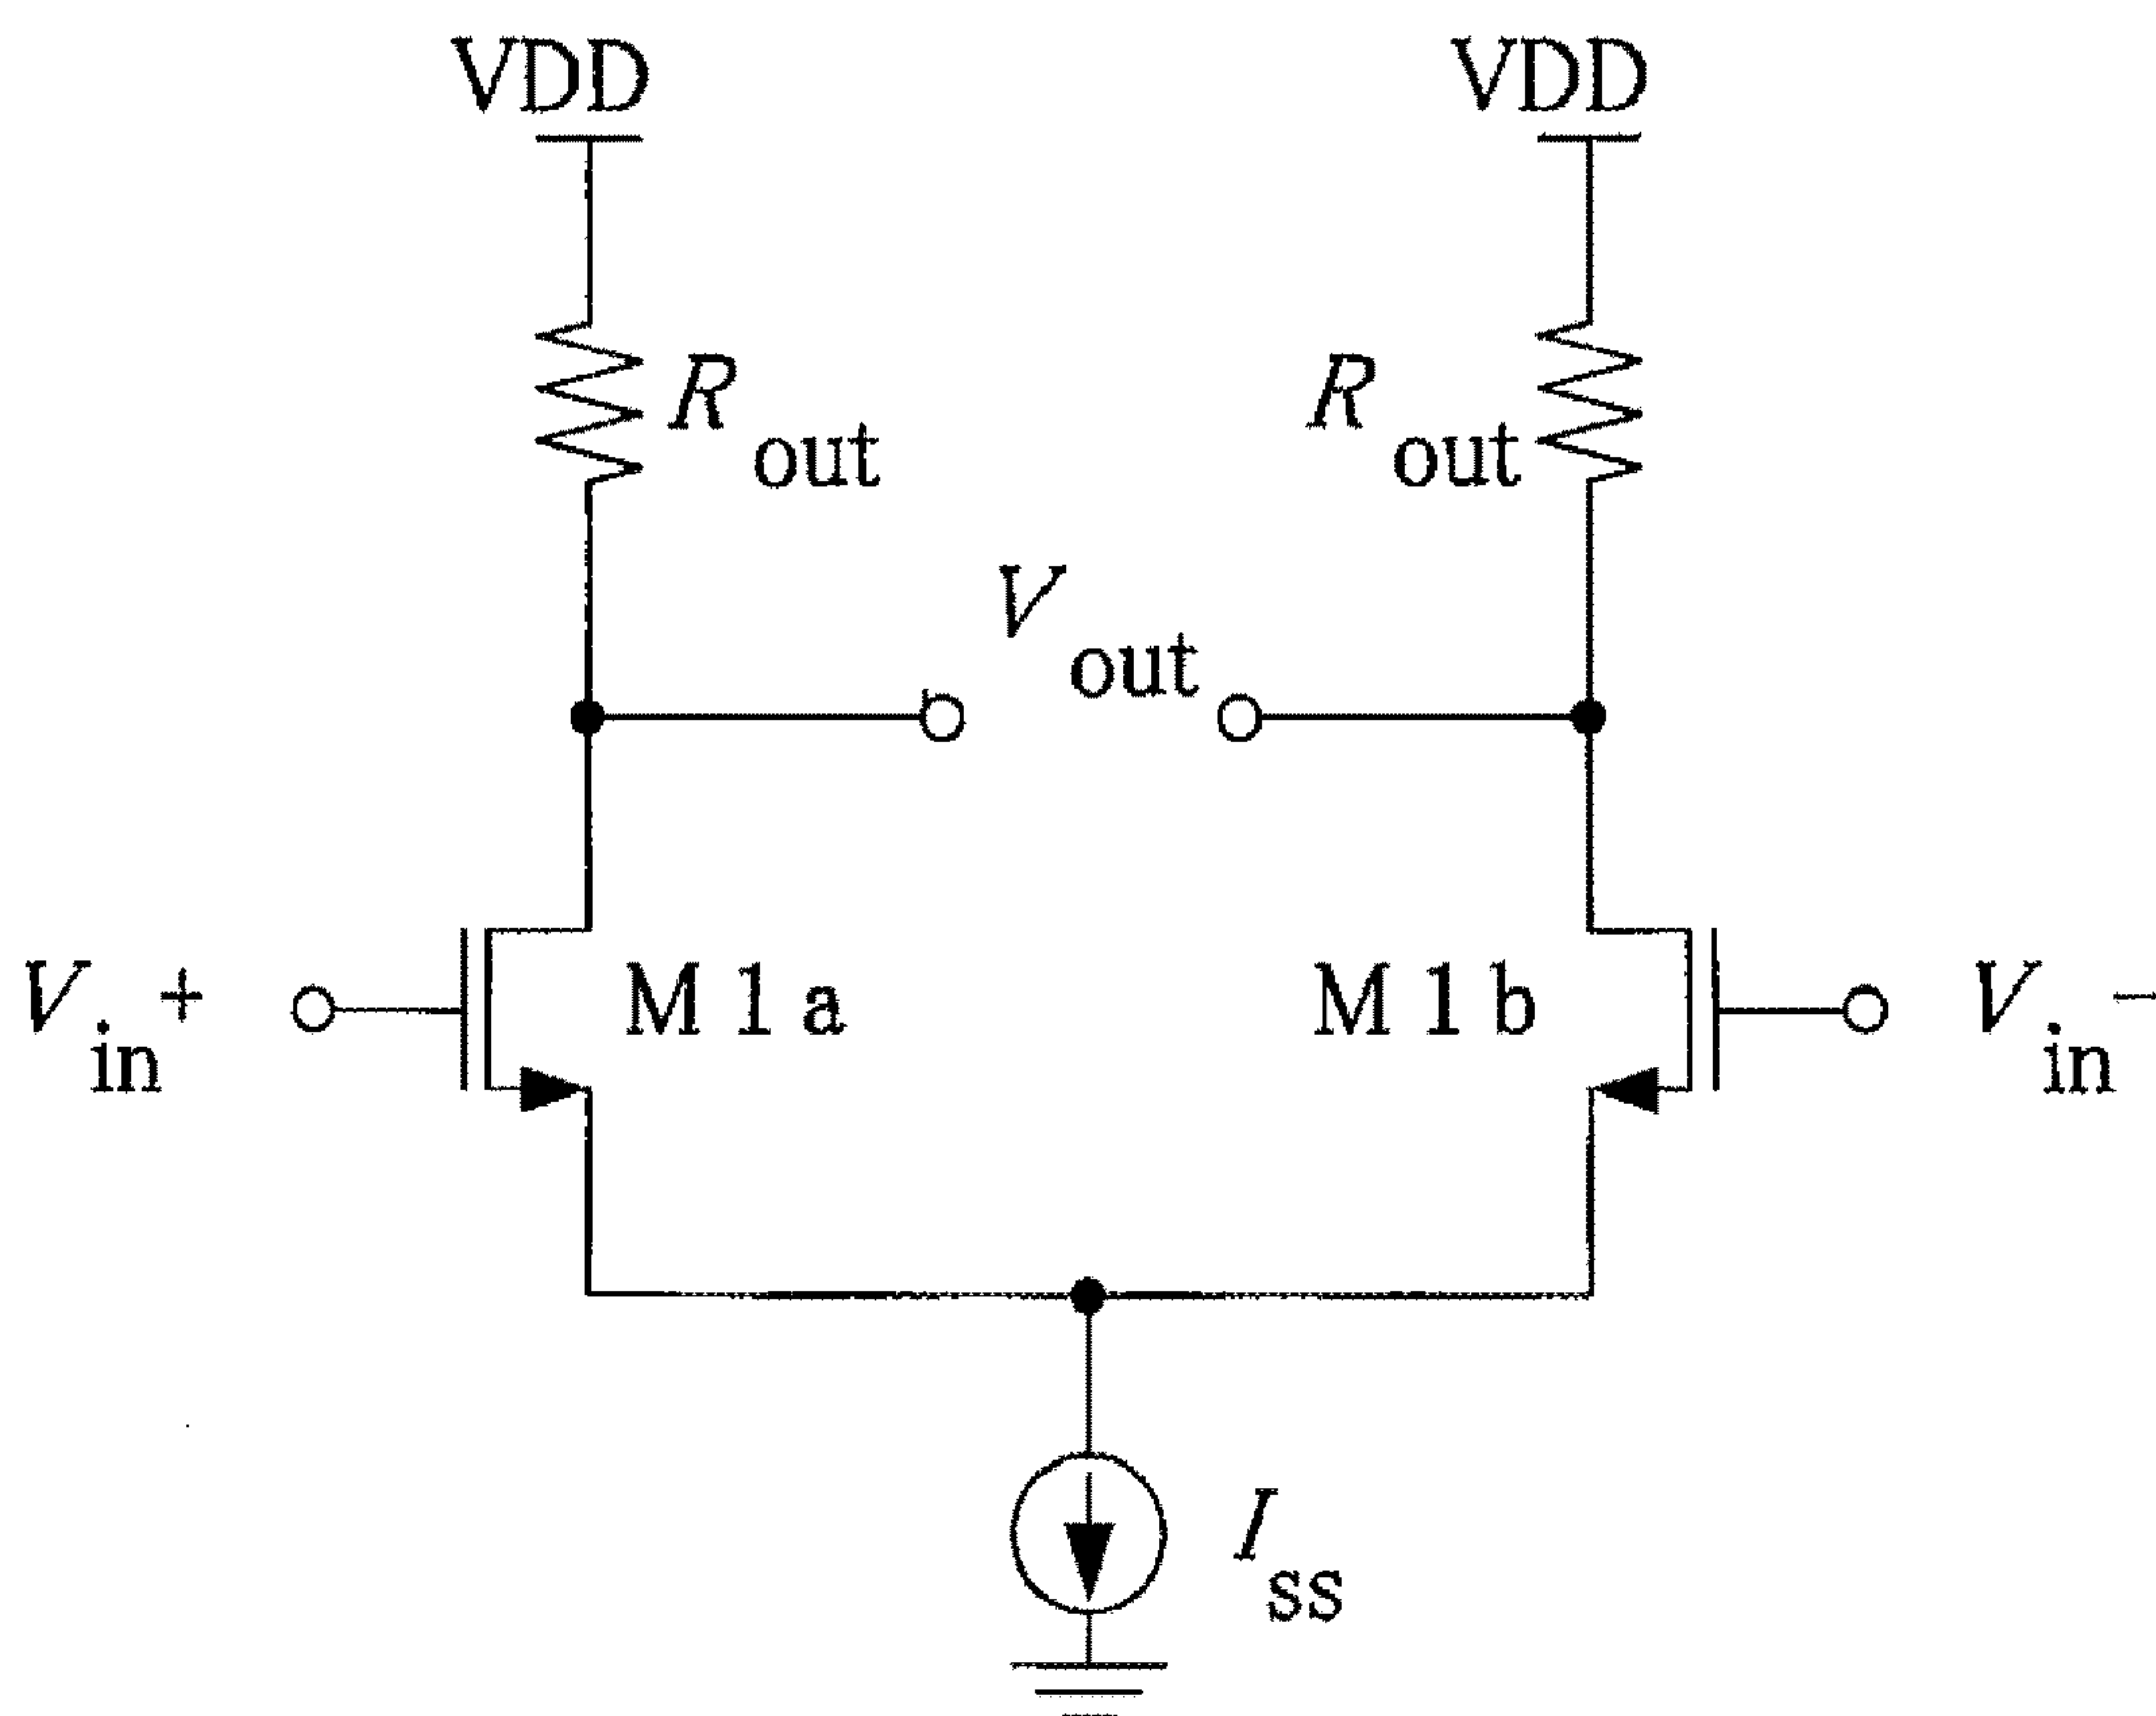 VDD VDD
R out R out
V out
V in + M 1 a M 1 b V in −
I ss